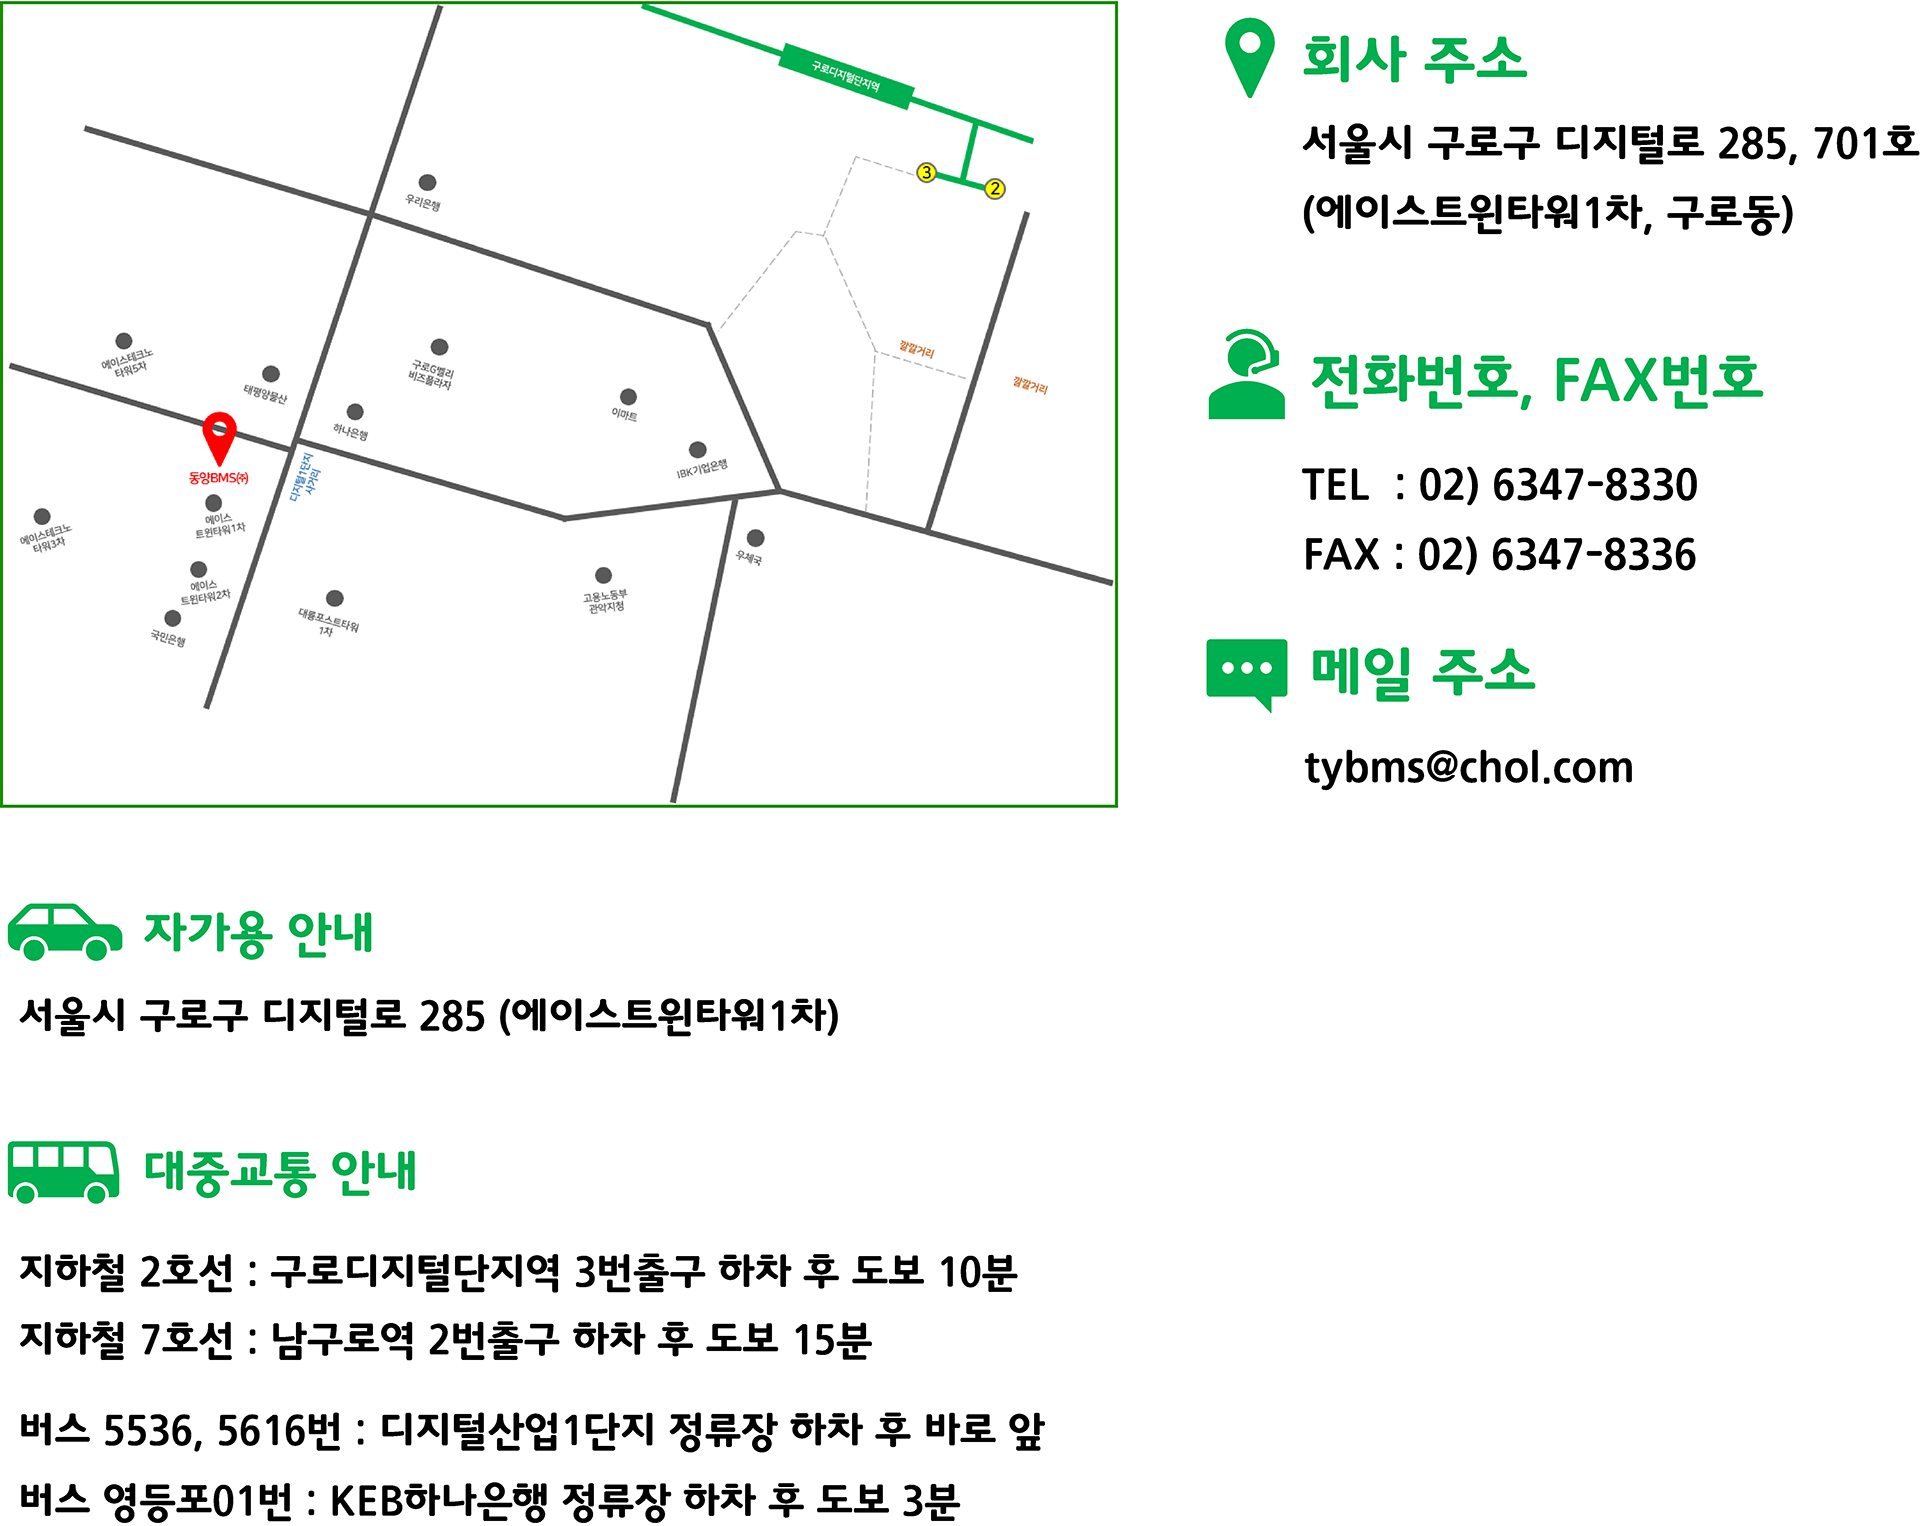 구로디지털단지역
3
2
우리은행
깔깔거리
깔깔거리
에이스테크노
타워5차
태평양물산
구로G밸리
비즈플라자
하나은행
이마트
IBK기업은행
동양BMS㈜
디지털1단지
사거리
에이스
트윈타워1차
에이스테크노
타워3차
에이스
트윈타워2차
국민은행
대륭포스트타워
1차
고용노동부
관악지청
우체국
회사 주소
서울시 구로구 디지털로 285, 701호
(에이스트윈타워1차, 구로동)
전화번호, FAX번호
TEL : 02) 6347-8330
FAX : 02) 6347-8336
메일 주소
tybms@chol.com
자가용 안내
서울시 구로구 디지털로 285 (에이스트윈타워1차)
대중교통 안내
지하철 2호선 : 구로디지털단지역 3번출구 하차 후 도보 10분
지하철 7호선 : 남구로역 2번출구 하차 후 도보 15분
버스 5536, 5616번 : 디지털산업1단지 정류장 하차 후 바로 앞
버스 영등포01번 : KEB하나은행 정류장 하차 후 도보 3분